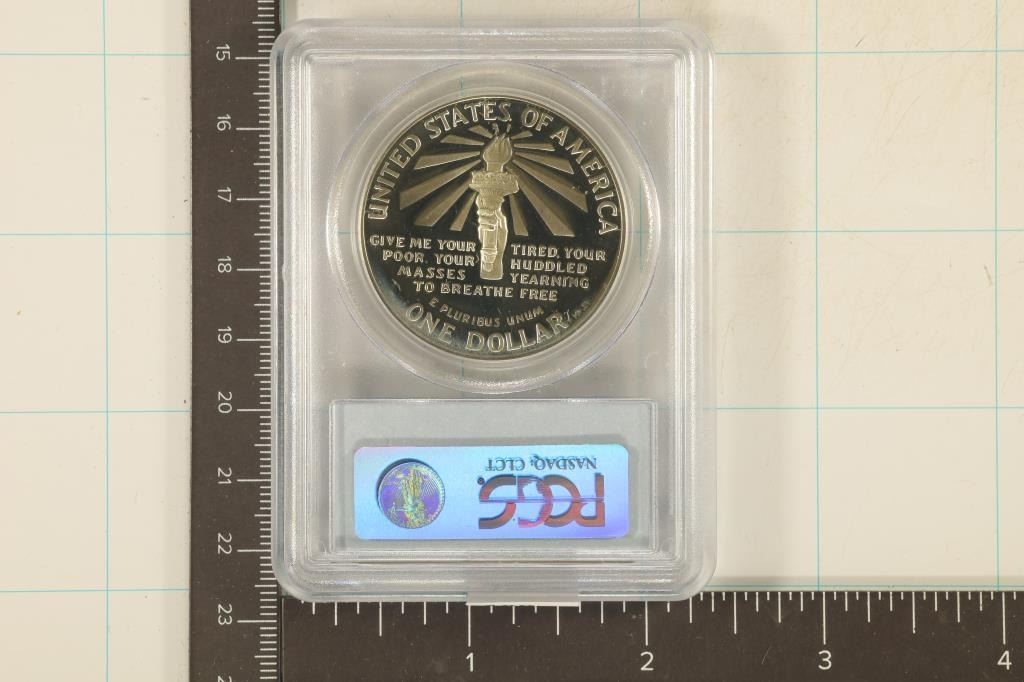 UNITED STATES OF AMERICA
GIVE ME YOUR TIRED, YOUR
POOR, YOUR HUDDLED
MASSES YEARNING
TO BREATHE FREE
E PLURIBUS UNUM
ONE DOLLAR
NASDAQ: CLCT
PCGS.
15
16
17
18
19
20
21
22
23
1 2 3 4